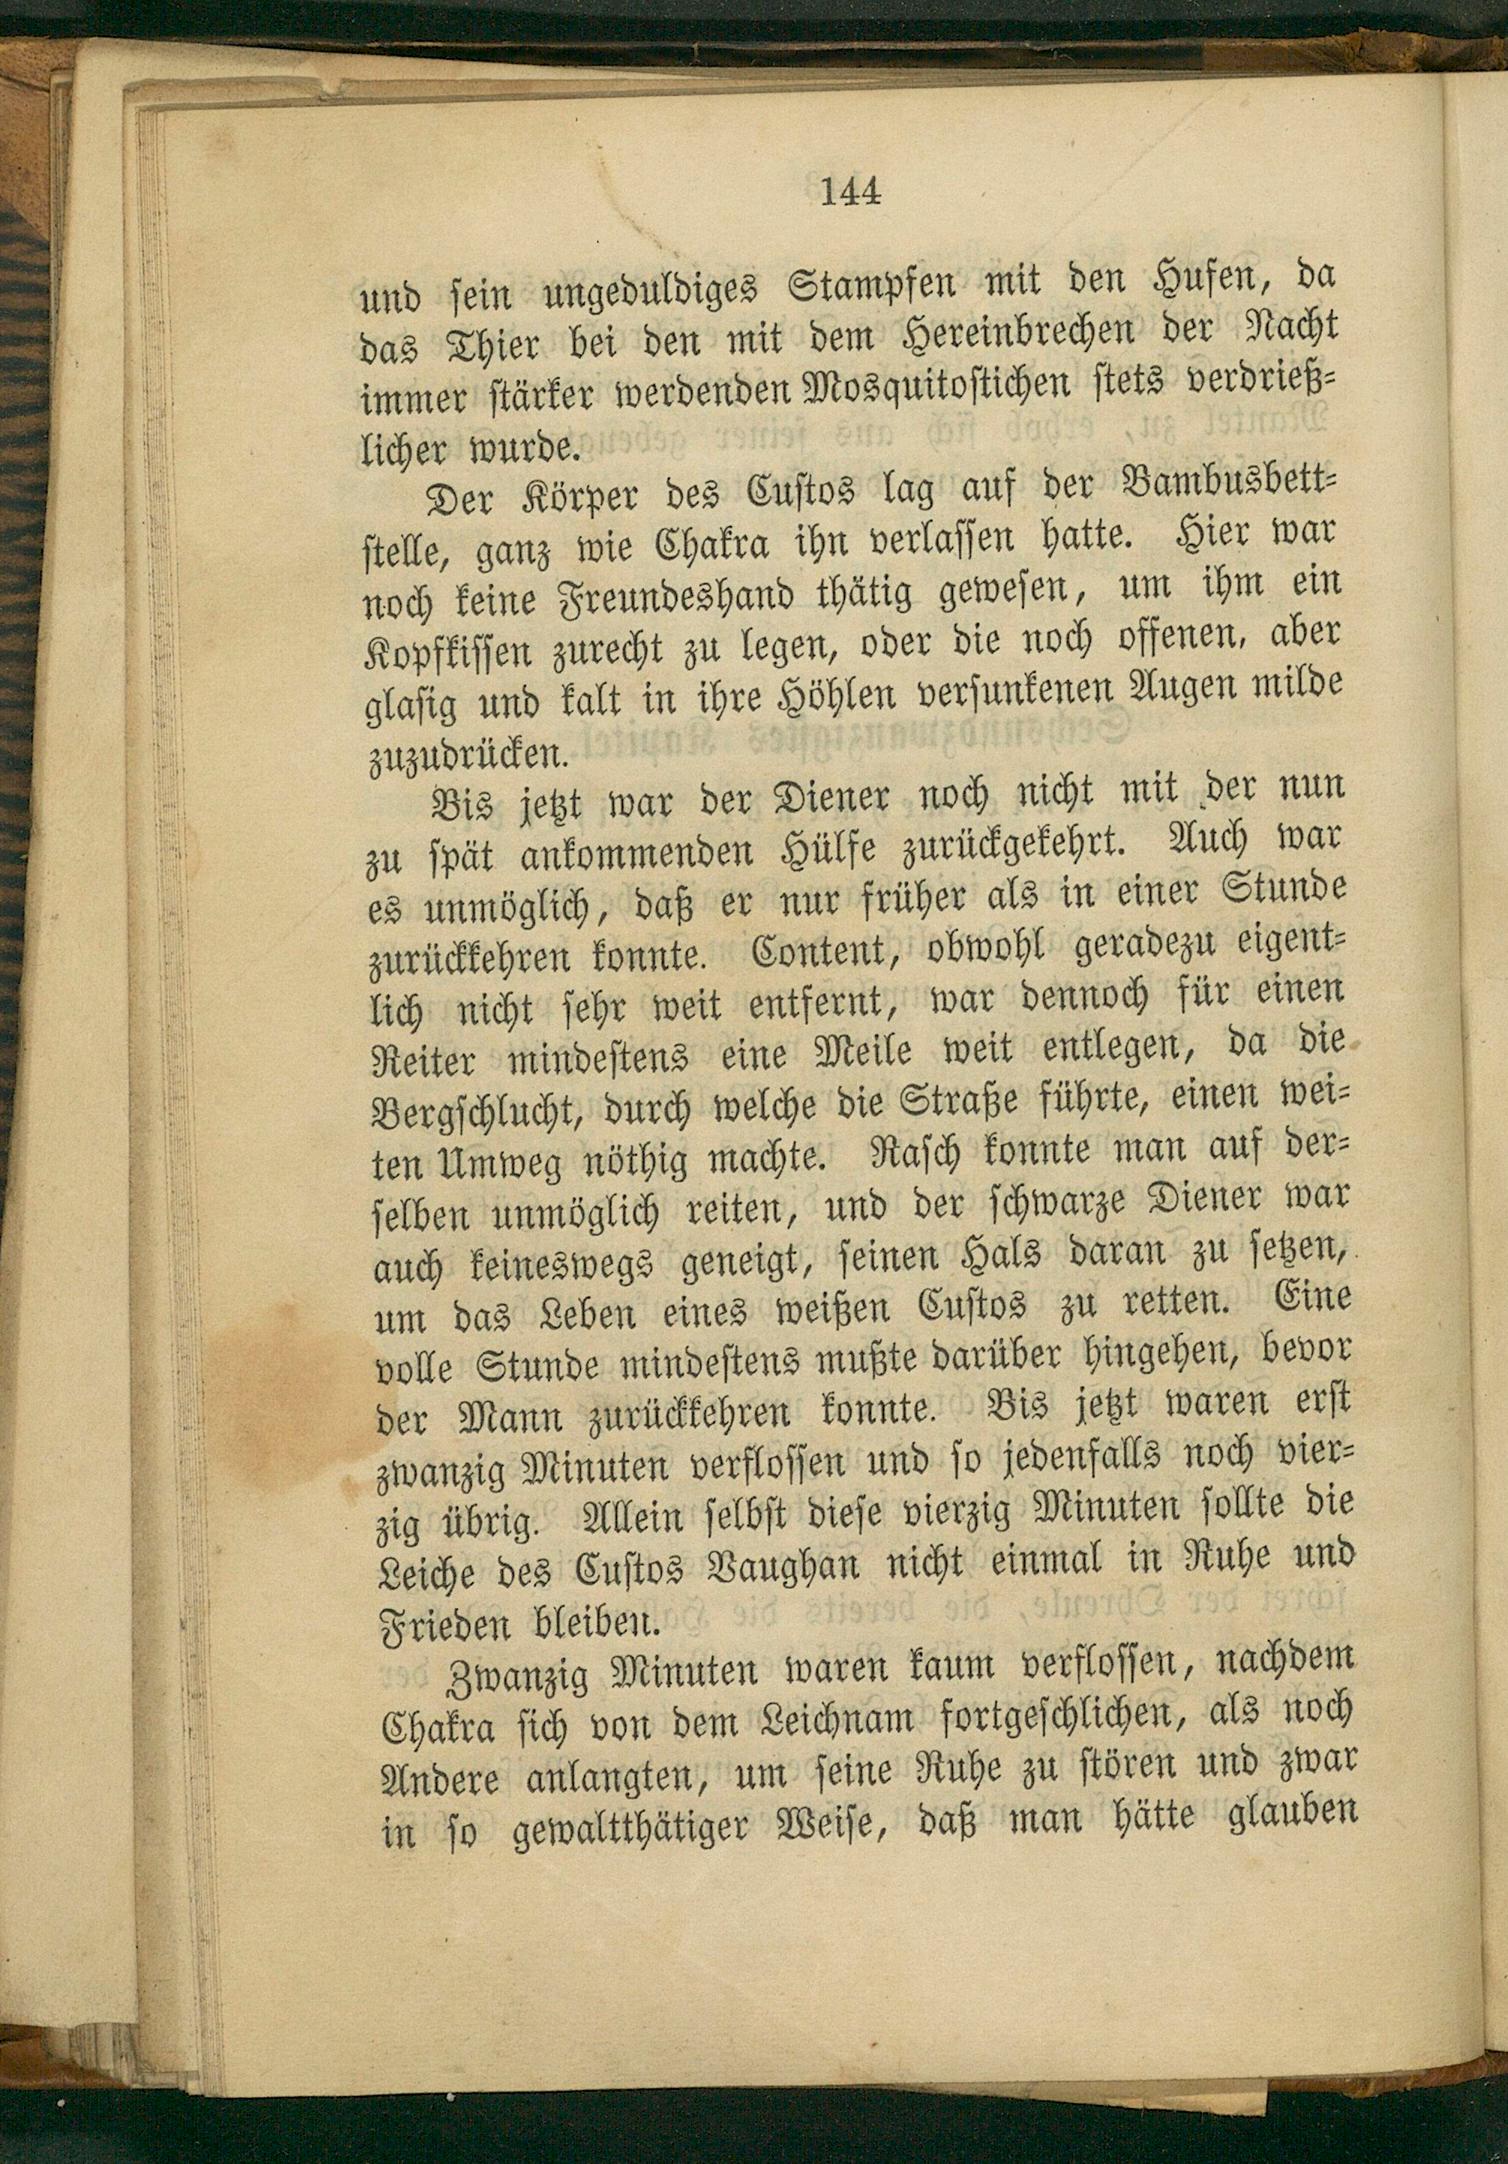 144
und sein ungeduldiges Stampfen mit den Hufen, da
das Thier bei den mit dem Hereinbrechen der Nacht
immer stärker werdenden Mosquitostichen stets verdrieß-
licher wurde.
Der Körper des Custos lag auf der Bambusbett-
stelle, ganz wie Chakra ihn verlassen hatte. Hier war
noch keine Freundeshand thätig gewesen, um ihm ein
Kopfkissen zurecht zu legen, oder die noch offenen, aber
glasig und kalt in ihre Höhlen versunkenen Augen milde
zuzudrücken.
Bis jetzt war der Diener noch nicht mit der nun
zu spät ankommenden Hülfe zurückgekehrt. Auch war
es unmöglich, daß er nur früher als in einer Stunde
zurückkehren konnte. Content, obwohl geradezu eigent-
lich nicht sehr weit entfernt, war dennoch für einen
Reiter mindestens eine Meile weit entlegen, da die
Bergschlucht, durch welche die Straße führte, einen wei-
ten Umweg nöthig machte. Rasch konnte man auf der-
selben unmöglich reiten, und der schwarze Diener war
auch keineswegs geneigt, seinen Hals daran zu setzen,
um das Leben eines weißen Custos zu retten. Eine
volle Stunde mindestens mußte darüber hingehen, bevor
der Mann zurückkehren konnte. Bis jetzt waren erst
zwanzig Minuten verflossen und so jedenfalls noch vier-
zig übrig. Allein selbst diese vierzig Minuten sollte die
Leiche des Custos Vaughan nicht einmal in Ruhe und
Frieden bleiben.
Zwanzig Minuten waren kaum verflossen, nachdem
Chakra sich von dem Leichnam fortgeschlichen, als noch
Andere anlangten, um seine Ruhe zu stören und zwar
in so gewaltthätiger Weise, daß man hätte glauben